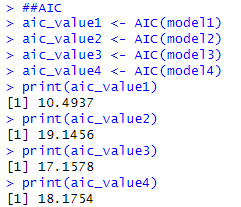 > ##AIC
> aic_value1 <- AIC(model1)
> aic_value2 <- AIC(model2)
> aic_value3 <- AIC(model3)
> aic_value4 <- AIC(model4)
> print(aic_value1)
[1] 10.4937
> print(aic_value2)
[1] 19.1456
> print(aic_value3)
[1] 17.1578
> print(aic_value4)
[1] 18.1754